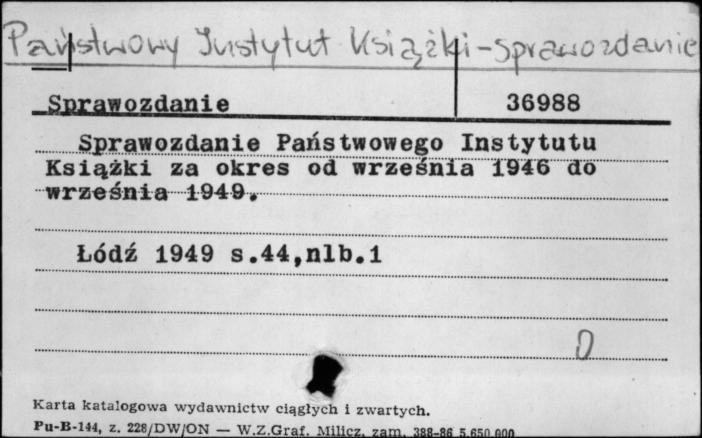 Państwowy Instytut Książki - sprawozdanie
Sprawozdanie 36988
Sprawozdanie Państwowego Instytutu
Książki za okres od września 1946 do
września 1949.
Łódź 1949 s.44,nlb.1
D
Karta katalogowa wydawnictw ciągłych i zwartych.
Pu-B-144, z. 228/DW/ON — W.Z.Graf. Milicz, zam. 388-86 5.650.000